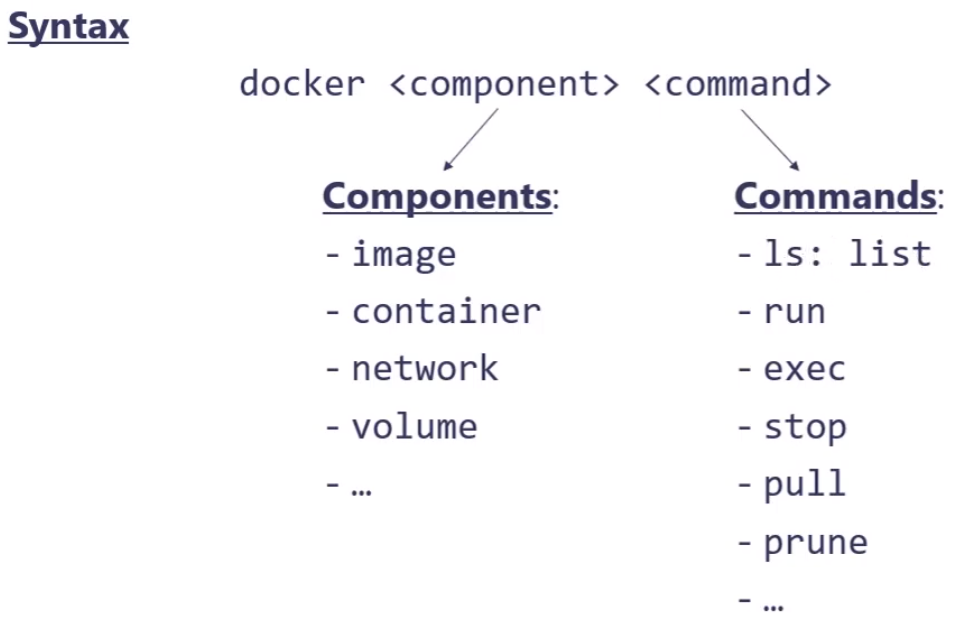 Syntax
docker <component> <command>
Components:
- image
- container
- network
- volume
- …
Commands:
- ls: list
- run
- exec
- stop
- pull
- prune
- …